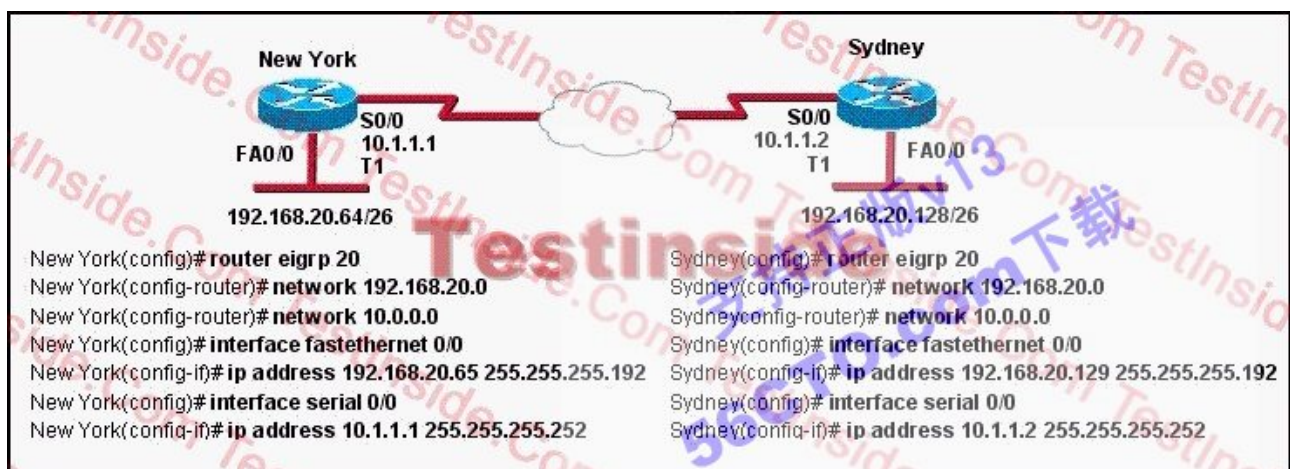 New York
Sydney
S0/0
10.1.1.1
T1
FA0/0
S0/0
10.1.1.2
T1
FA0/0
192.168.20.64/26
192.168.20.128/26
New York(config)# router eigrp 20
New York(config-router)# network 192.168.20.0
New York(config-router)# network 10.0.0.0
New York(config)# interface fastethernet 0/0
New York(config-if)# ip address 192.168.20.65 255.255.255.192
New York(config)# interface serial 0/0
New York(config-if)# ip address 10.1.1.1 255.255.255.252
Sydney(config)# router eigrp 20
Sydney(config-router)# network 192.168.20.0
Sydneyconfig-router)# network 10.0.0.0
Sydney(config)# interface fastethernet 0/0
Sydney(config-if)# ip address 192.168.20.129 255.255.255.192
Sydney(config)# interface serial 0/0
Sydney(config-if)# ip address 10.1.1.2 255.255.255.252
Testinside
TestInside.Com
56CTO.com下载